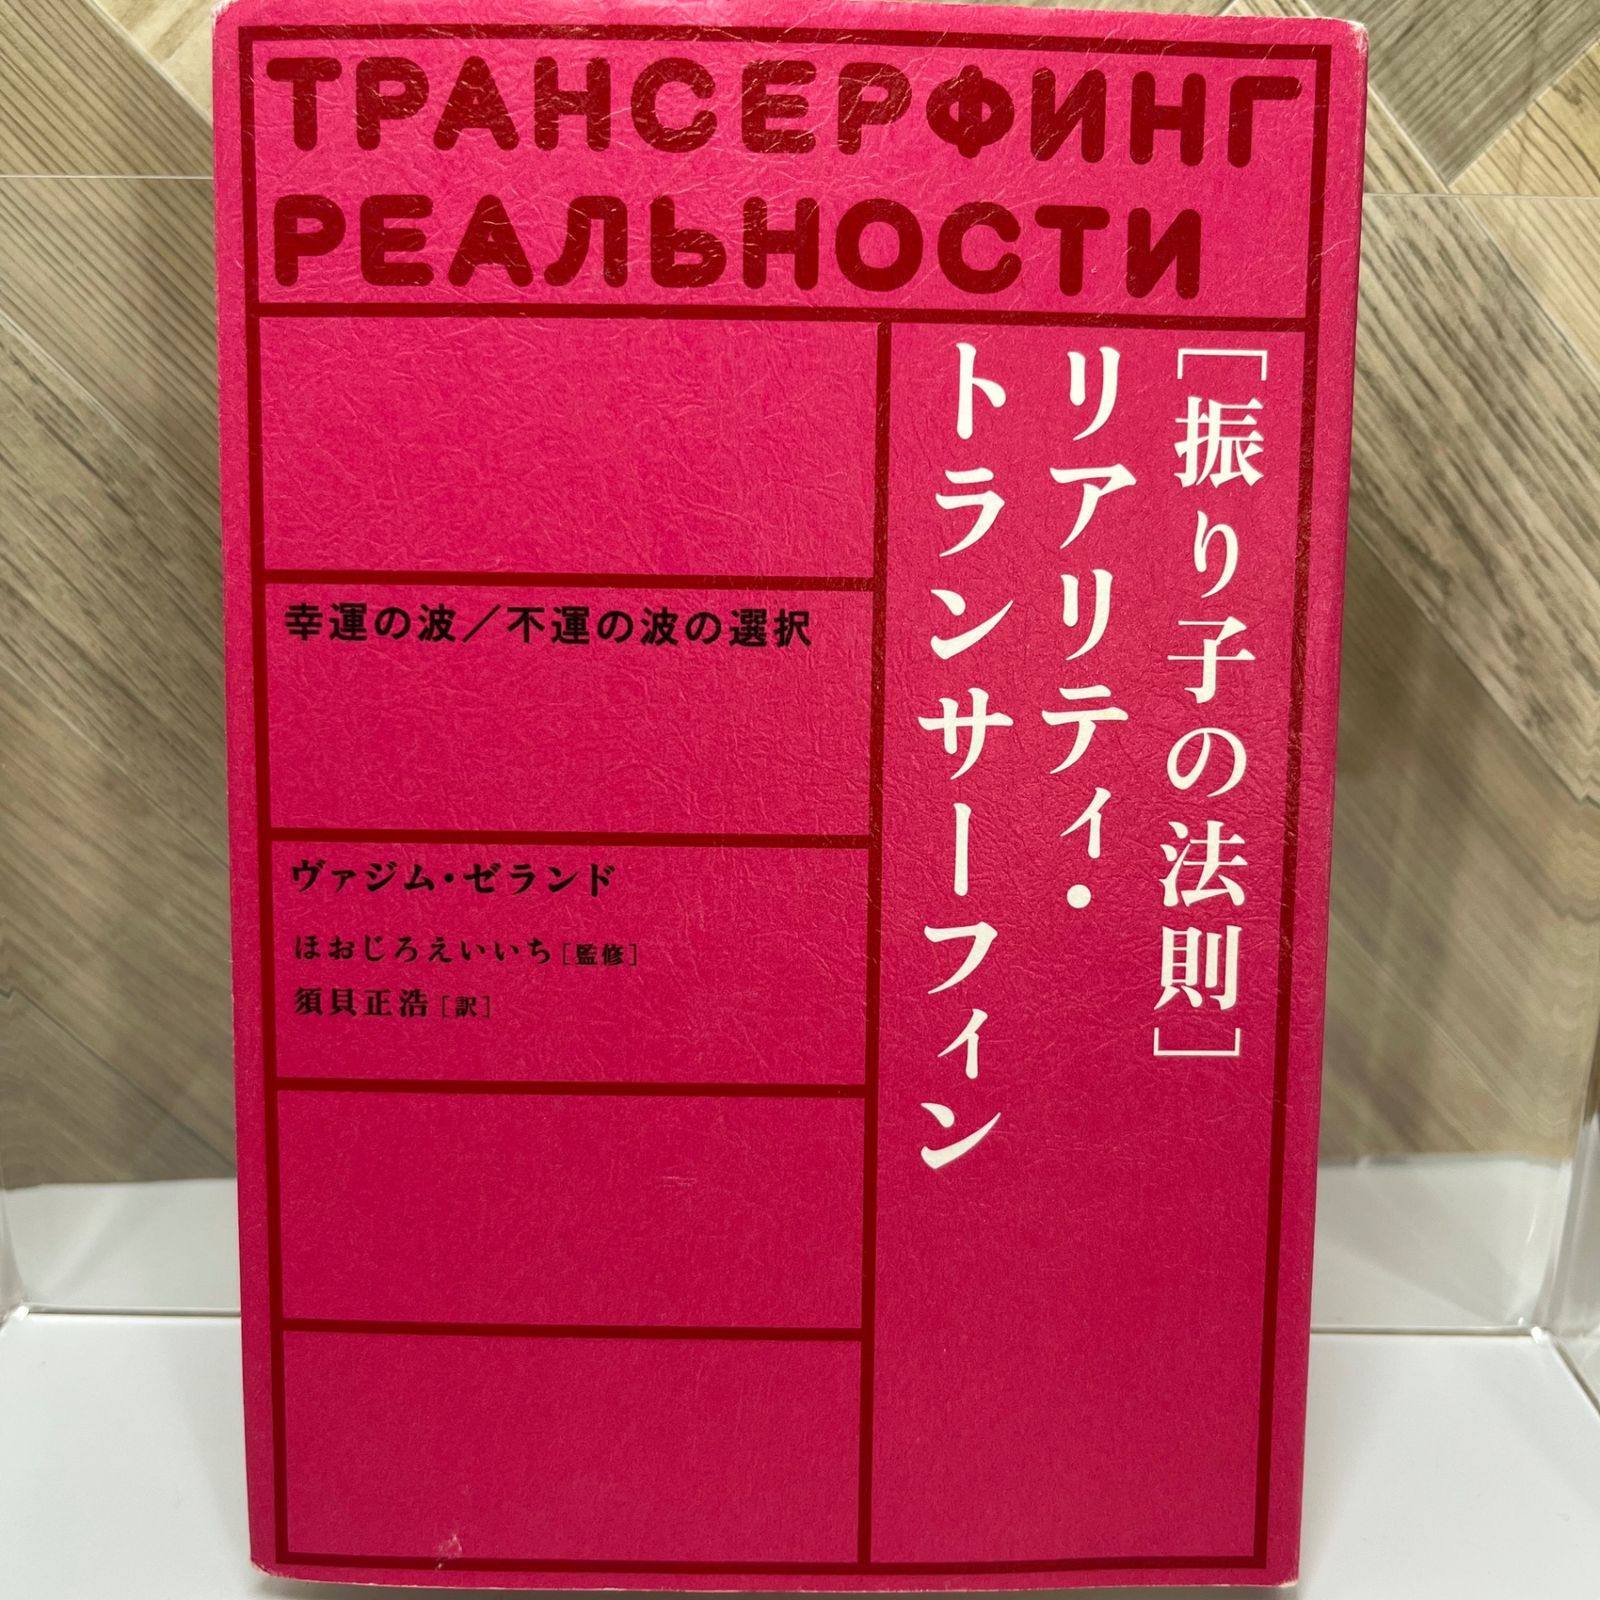 ТРАНСЕРФИНГ
РЕАЛЬНОСТИ
［振り子の法則］
リアリティ・
トランサーフィン
幸運の波／不運の波の選択
ヴァジム・ゼランド
ほおじろえいいち［監修］
須貝正浩［訳］